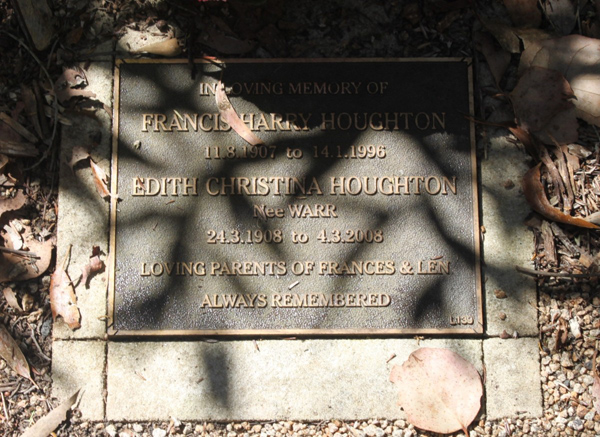 IN LOVING MEMORY OF
FRANCIS HARRY HOUGHTON
11.8.1907 to 14.1.1996
EDITH CHRISTINA HOUGHTON
Nee WARR
24.3.1908 to 4.3.2008
LOVING PARENTS OF FRANCES & LEN
ALWAYS REMEMBERED